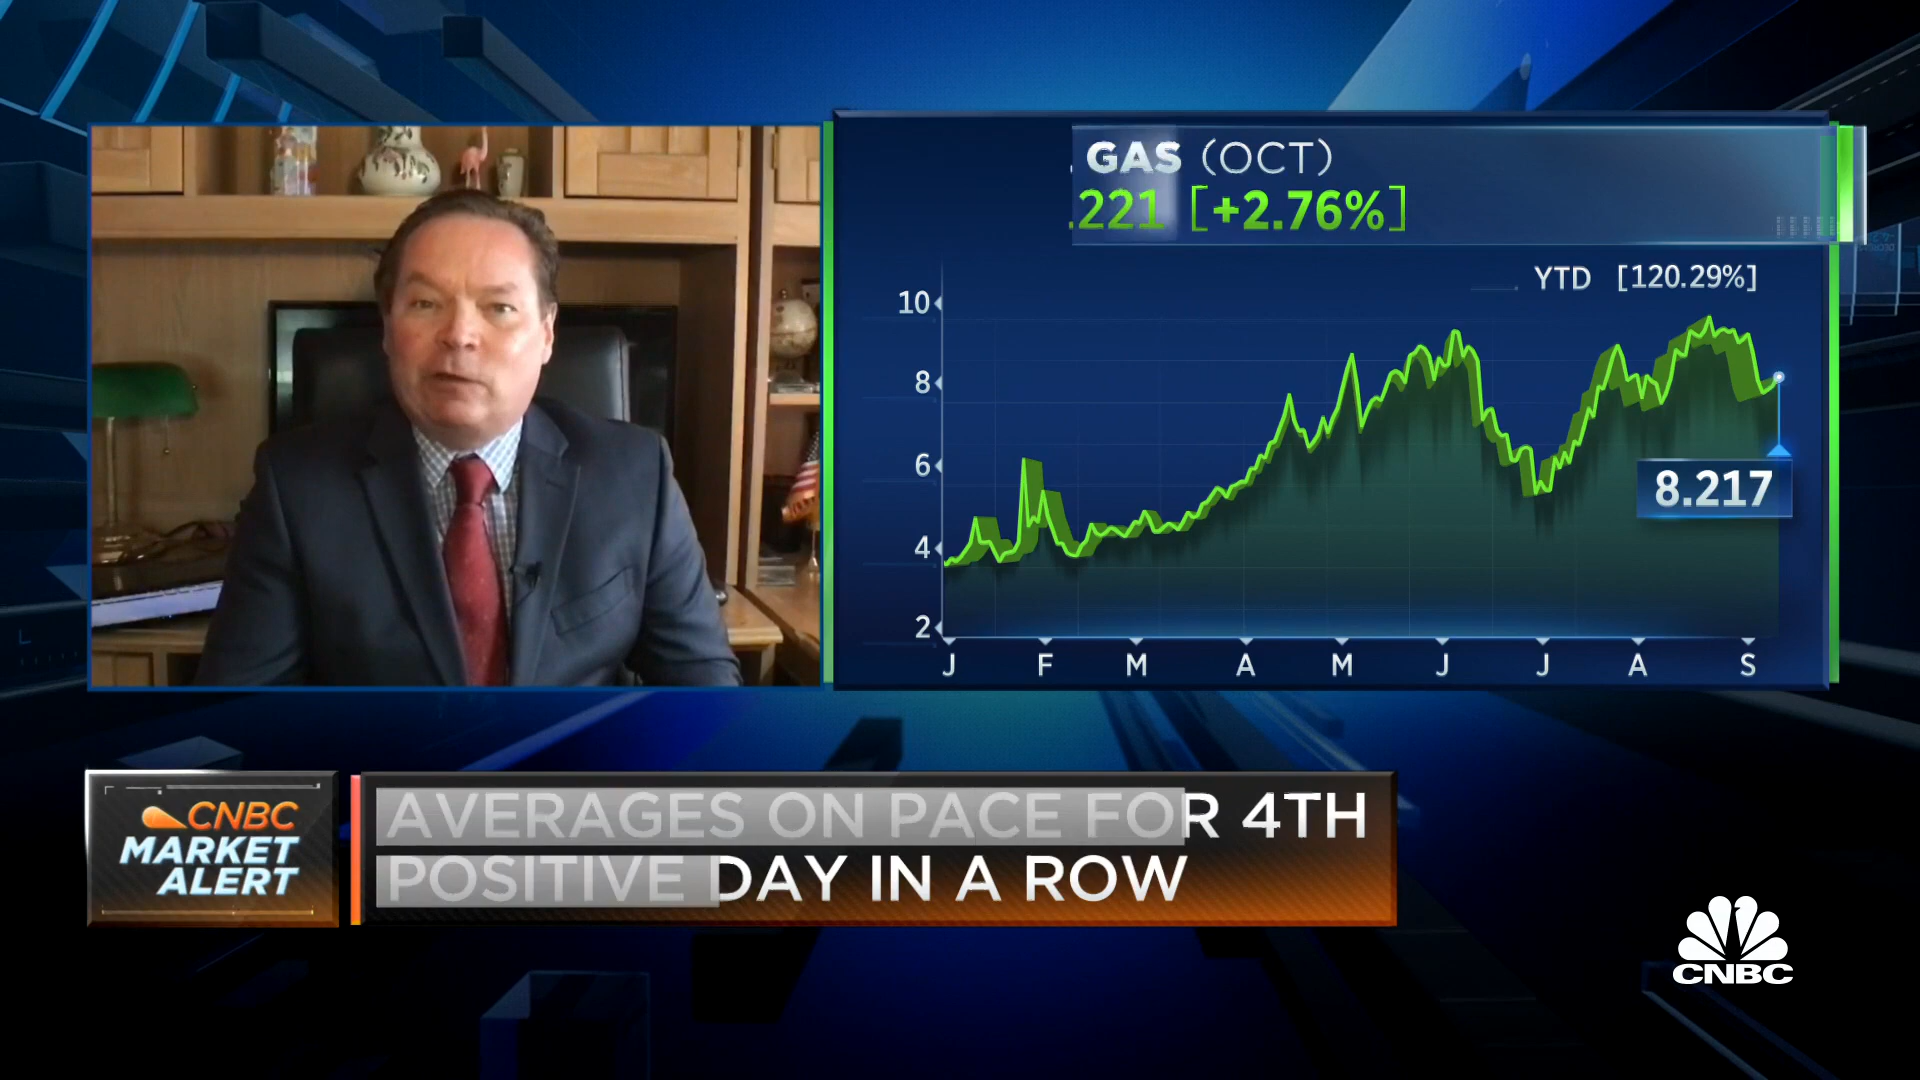 GAS (OCT)
.221 [+2.76%]
YTD [120.29%]
10
8
6
4
2
8.217
J F M A M J J A S
CNBC
MARKET
ALERT
AVERAGES ON PACE FOR 4TH
POSITIVE DAY IN A ROW
CNBC